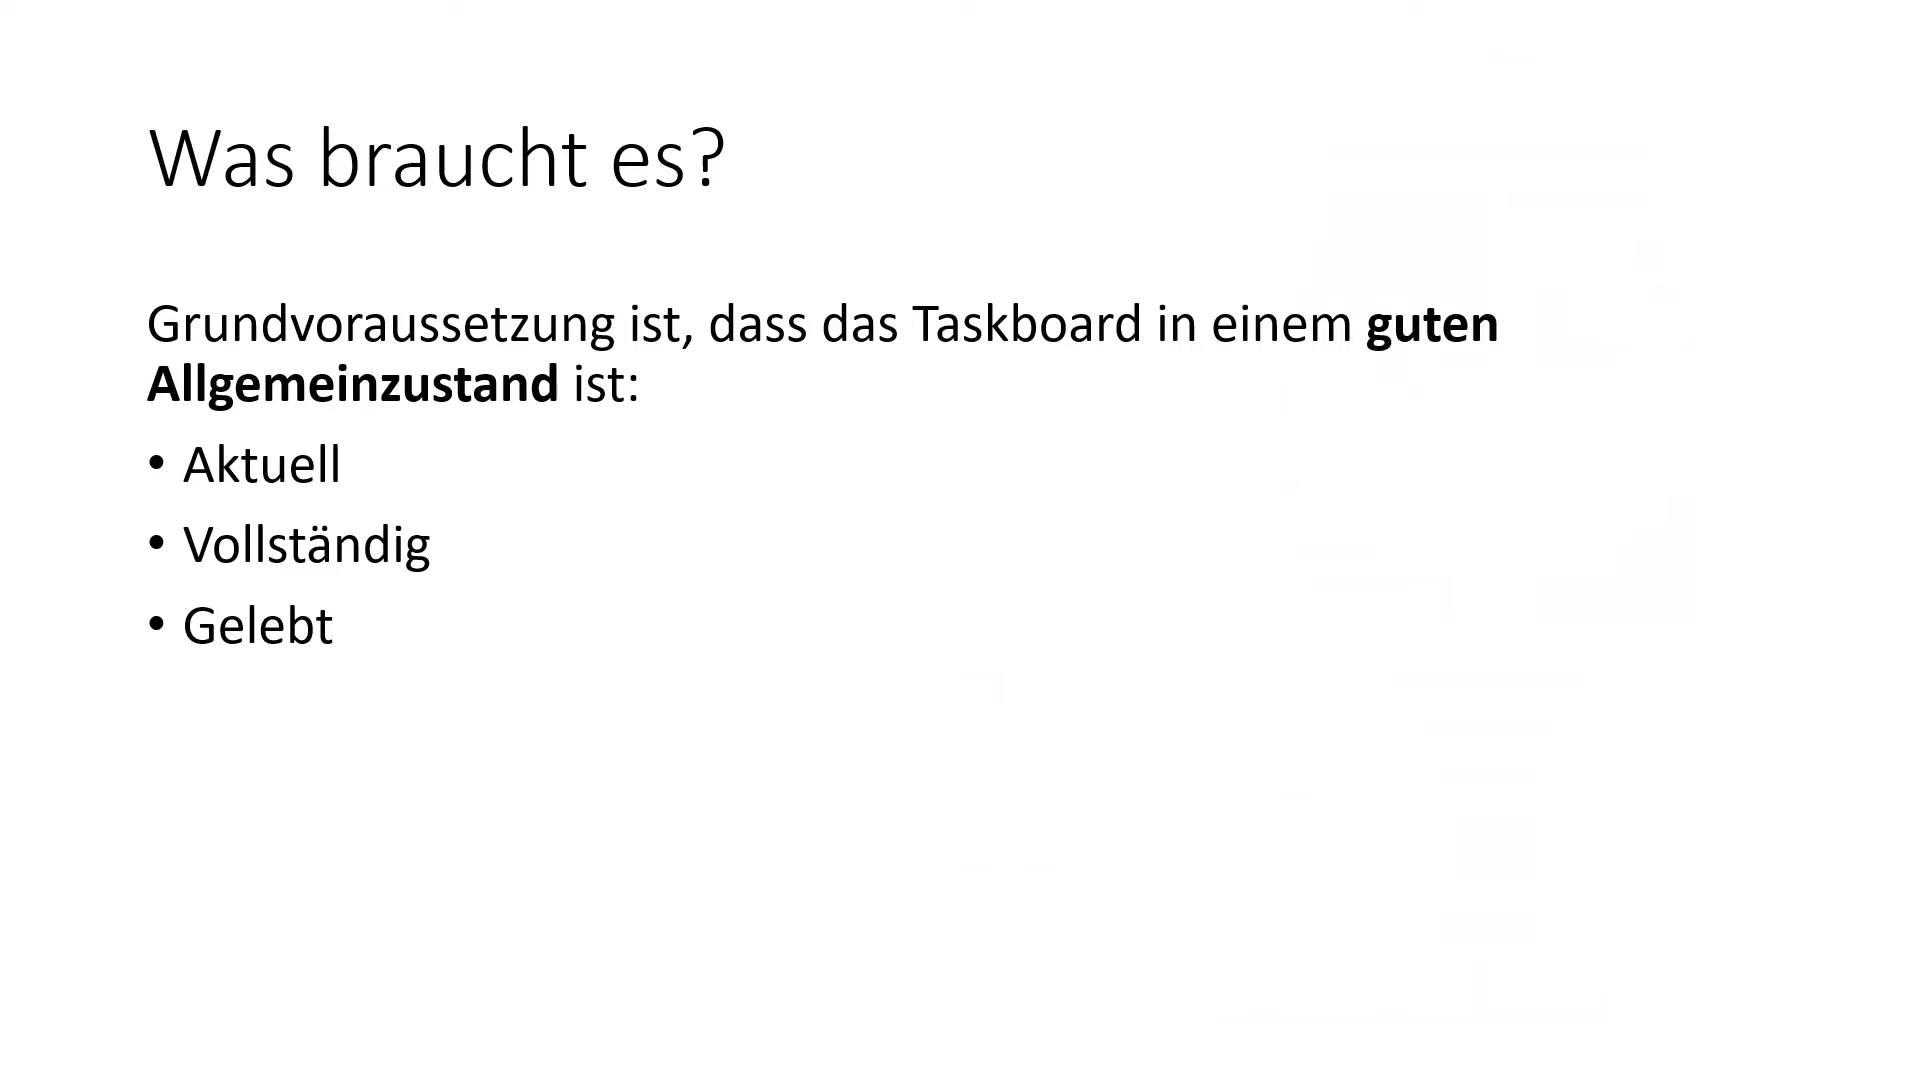 Was braucht es?
Grundvoraussetzung ist, dass das Taskboard in einem guten
Allgemeinzustand ist:
• Aktuell
• Vollständig
• Gelebt